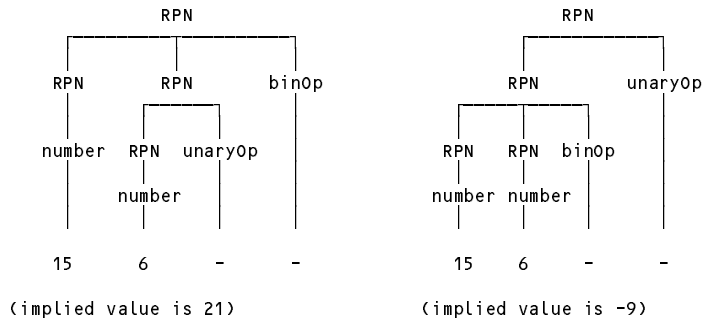 RPN RPN
RPN RPN binOp RPN unaryOp
number RPN unaryOp RPN RPN binOp
number number number
15 6 - - 15 6 - -
(implied value is 21) (implied value is -9)